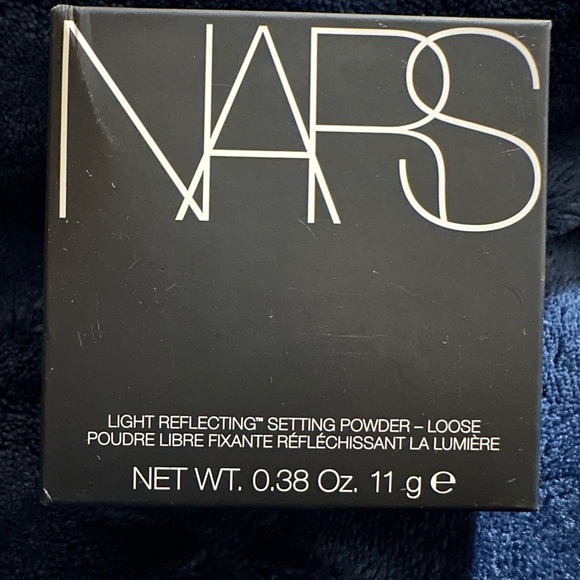 NARS
LIGHT REFLECTING™ SETTING POWDER – LOOSE
POUDRE LIBRE FIXANTE RÉFLÉCHISSANT LA LUMIÈRE
NET WT. 0.38 Oz. 11 g ℮